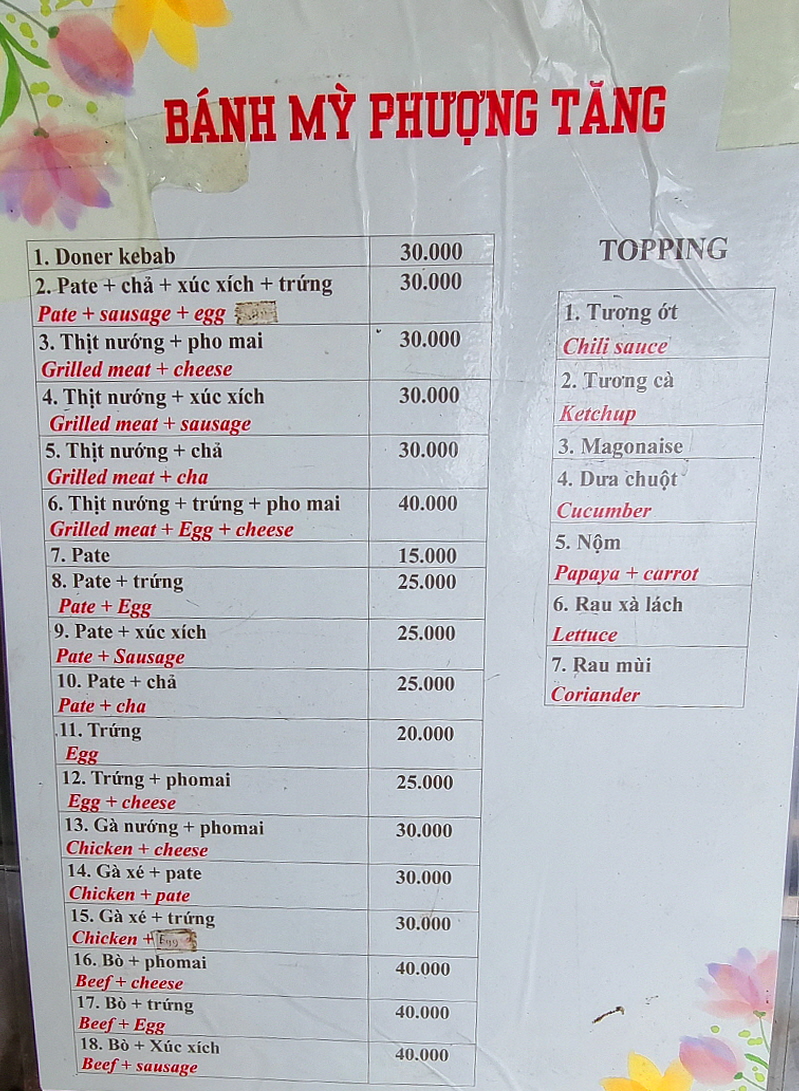 BÁNH MỲ PHƯỢNG TĂNG
1. Doner kebab 30.000
2. Pate + chả + xúc xích + trứng 30.000
Pate + sausage + egg
3. Thịt nướng + pho mai 30.000
Grilled meat + cheese
4. Thịt nướng + xúc xích 30.000
Grilled meat + sausage
5. Thịt nướng + chả 30.000
Grilled meat + cha
6. Thịt nướng + trứng + pho mai 40.000
Grilled meat + Egg + cheese
7. Pate 15.000
8. Pate + trứng 25.000
Pate + Egg
9. Pate + xúc xích 25.000
Pate + Sausage
10. Pate + chả 25.000
Pate + cha
11. Trứng 20.000
Egg
12. Trứng + phomai 25.000
Egg + cheese
13. Gà nướng + phomai 30.000
Chicken + cheese
14. Gà xé + pate 30.000
Chicken + pate
15. Gà xé + trứng 30.000
Chicken + Egg
16. Bò + phomai 40.000
Beef + cheese
17. Bò + trứng 40.000
Beef + Egg
18. Bò + Xúc xích 40.000
Beef + sausage
TOPPING
1. Tương ớt
Chili sauce
2. Tương cà
Ketchup
3. Magonaise
4. Dưa chuột
Cucumber
5. Nộm
Papaya + carrot
6. Rau xà lách
Lettuce
7. Rau mùi
Coriander